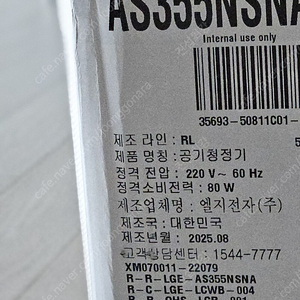 AS355NSNA
Internal use only
35693-50811C01-
제조 라인 : RL
제품 명칭 : 공기청정기
정격 전압 : 220 V~ 60 Hz
정격소비전력 : 80 W
제조업체명 : 엘지전자(주)
제조국 : 대한민국
제조년월 : 2025.08
고객상담센터 : 1544-7777
XM070011-22079
R-R-LGE-AS355NSNA
R-C-LGE-LCWB-004